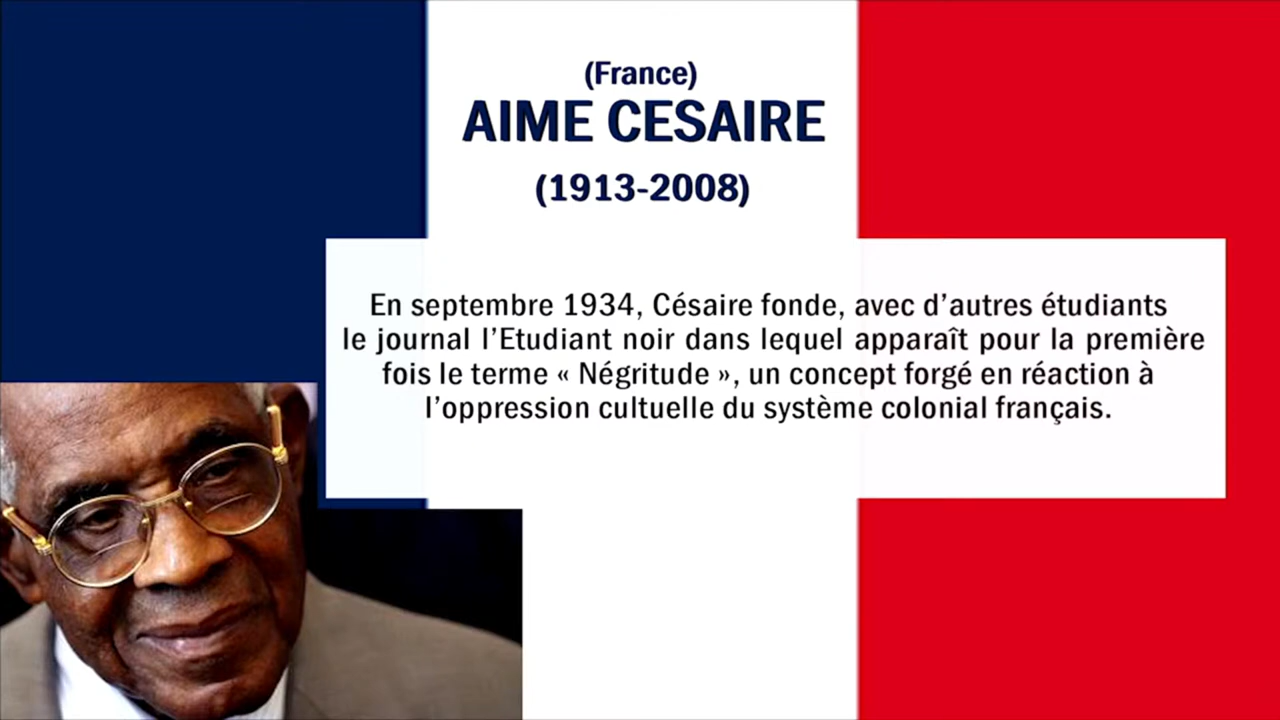 (France)
AIME CESAIRE
(1913-2008)
En septembre 1934, Césaire fonde, avec d’autres étudiants
le journal l’Etudiant noir dans lequel apparaît pour la première
fois le terme « Négritude », un concept forgé en réaction à
l’oppression cultuelle du système colonial français.